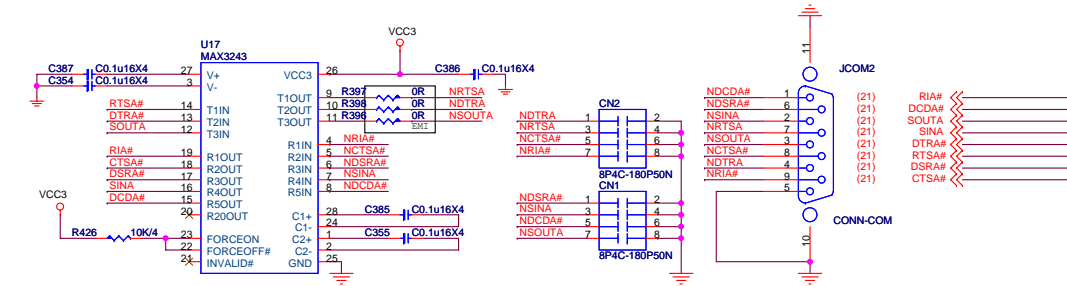 U17
MAX3243
VCC3
C387 C0.1u16X4
C354 C0.1u16X4
27 V+
3 V-
VCC3 26
C386 C0.1u16X4
RTSA# 14 T1IN
DTRA# 13 T2IN
SOUTA 12 T3IN
T1OUT 9 R397 0R NRTSA
T2OUT 10 R398 0R NDTRA
T3OUT 11 R396 0R NSOUTA
EMI
RIA# 19 R1OUT
CTSA# 18 R2OUT
DSRA# 17 R3OUT
SINA 16 R4OUT
DCDA# 15 R5OUT
20 R2OOUT
R1IN 4 NRIA#
R2IN 5 NCTSA#
R3IN 6 NDSRA#
R4IN 7 NSINA
R5IN 8 NDCDA#
C1+ 28 C385 C0.1u16X4
C1- 24
C2+ 1 C355 C0.1u16X4
C2- 2
GND 25
VCC3
R426 10K/4
23 FORCEON
22 FORCEOFF#
21 INVALID#
CN2
NDTRA 1 2
NRTSA 3 4
NCTSA# 5 6
NRIA# 7 8
8P4C-180P50N
CN1
NDSRA# 1 2
NSINA 3 4
NDCDA# 5 6
NSOUTA 7 8
8P4C-180P50N
11
JCOM2
NDCDA# 1
NDSRA# 6
NSINA 2
NRTSA 7
NSOUTA 3
NCTSA# 8
NDTRA 4
NRIA# 9
5
10
CONN-COM
(21) RIA#
(21) DCDA#
(21) SOUTA
(21) SINA
(21) DTRA#
(21) RTSA#
(21) DSRA#
(21) CTSA#